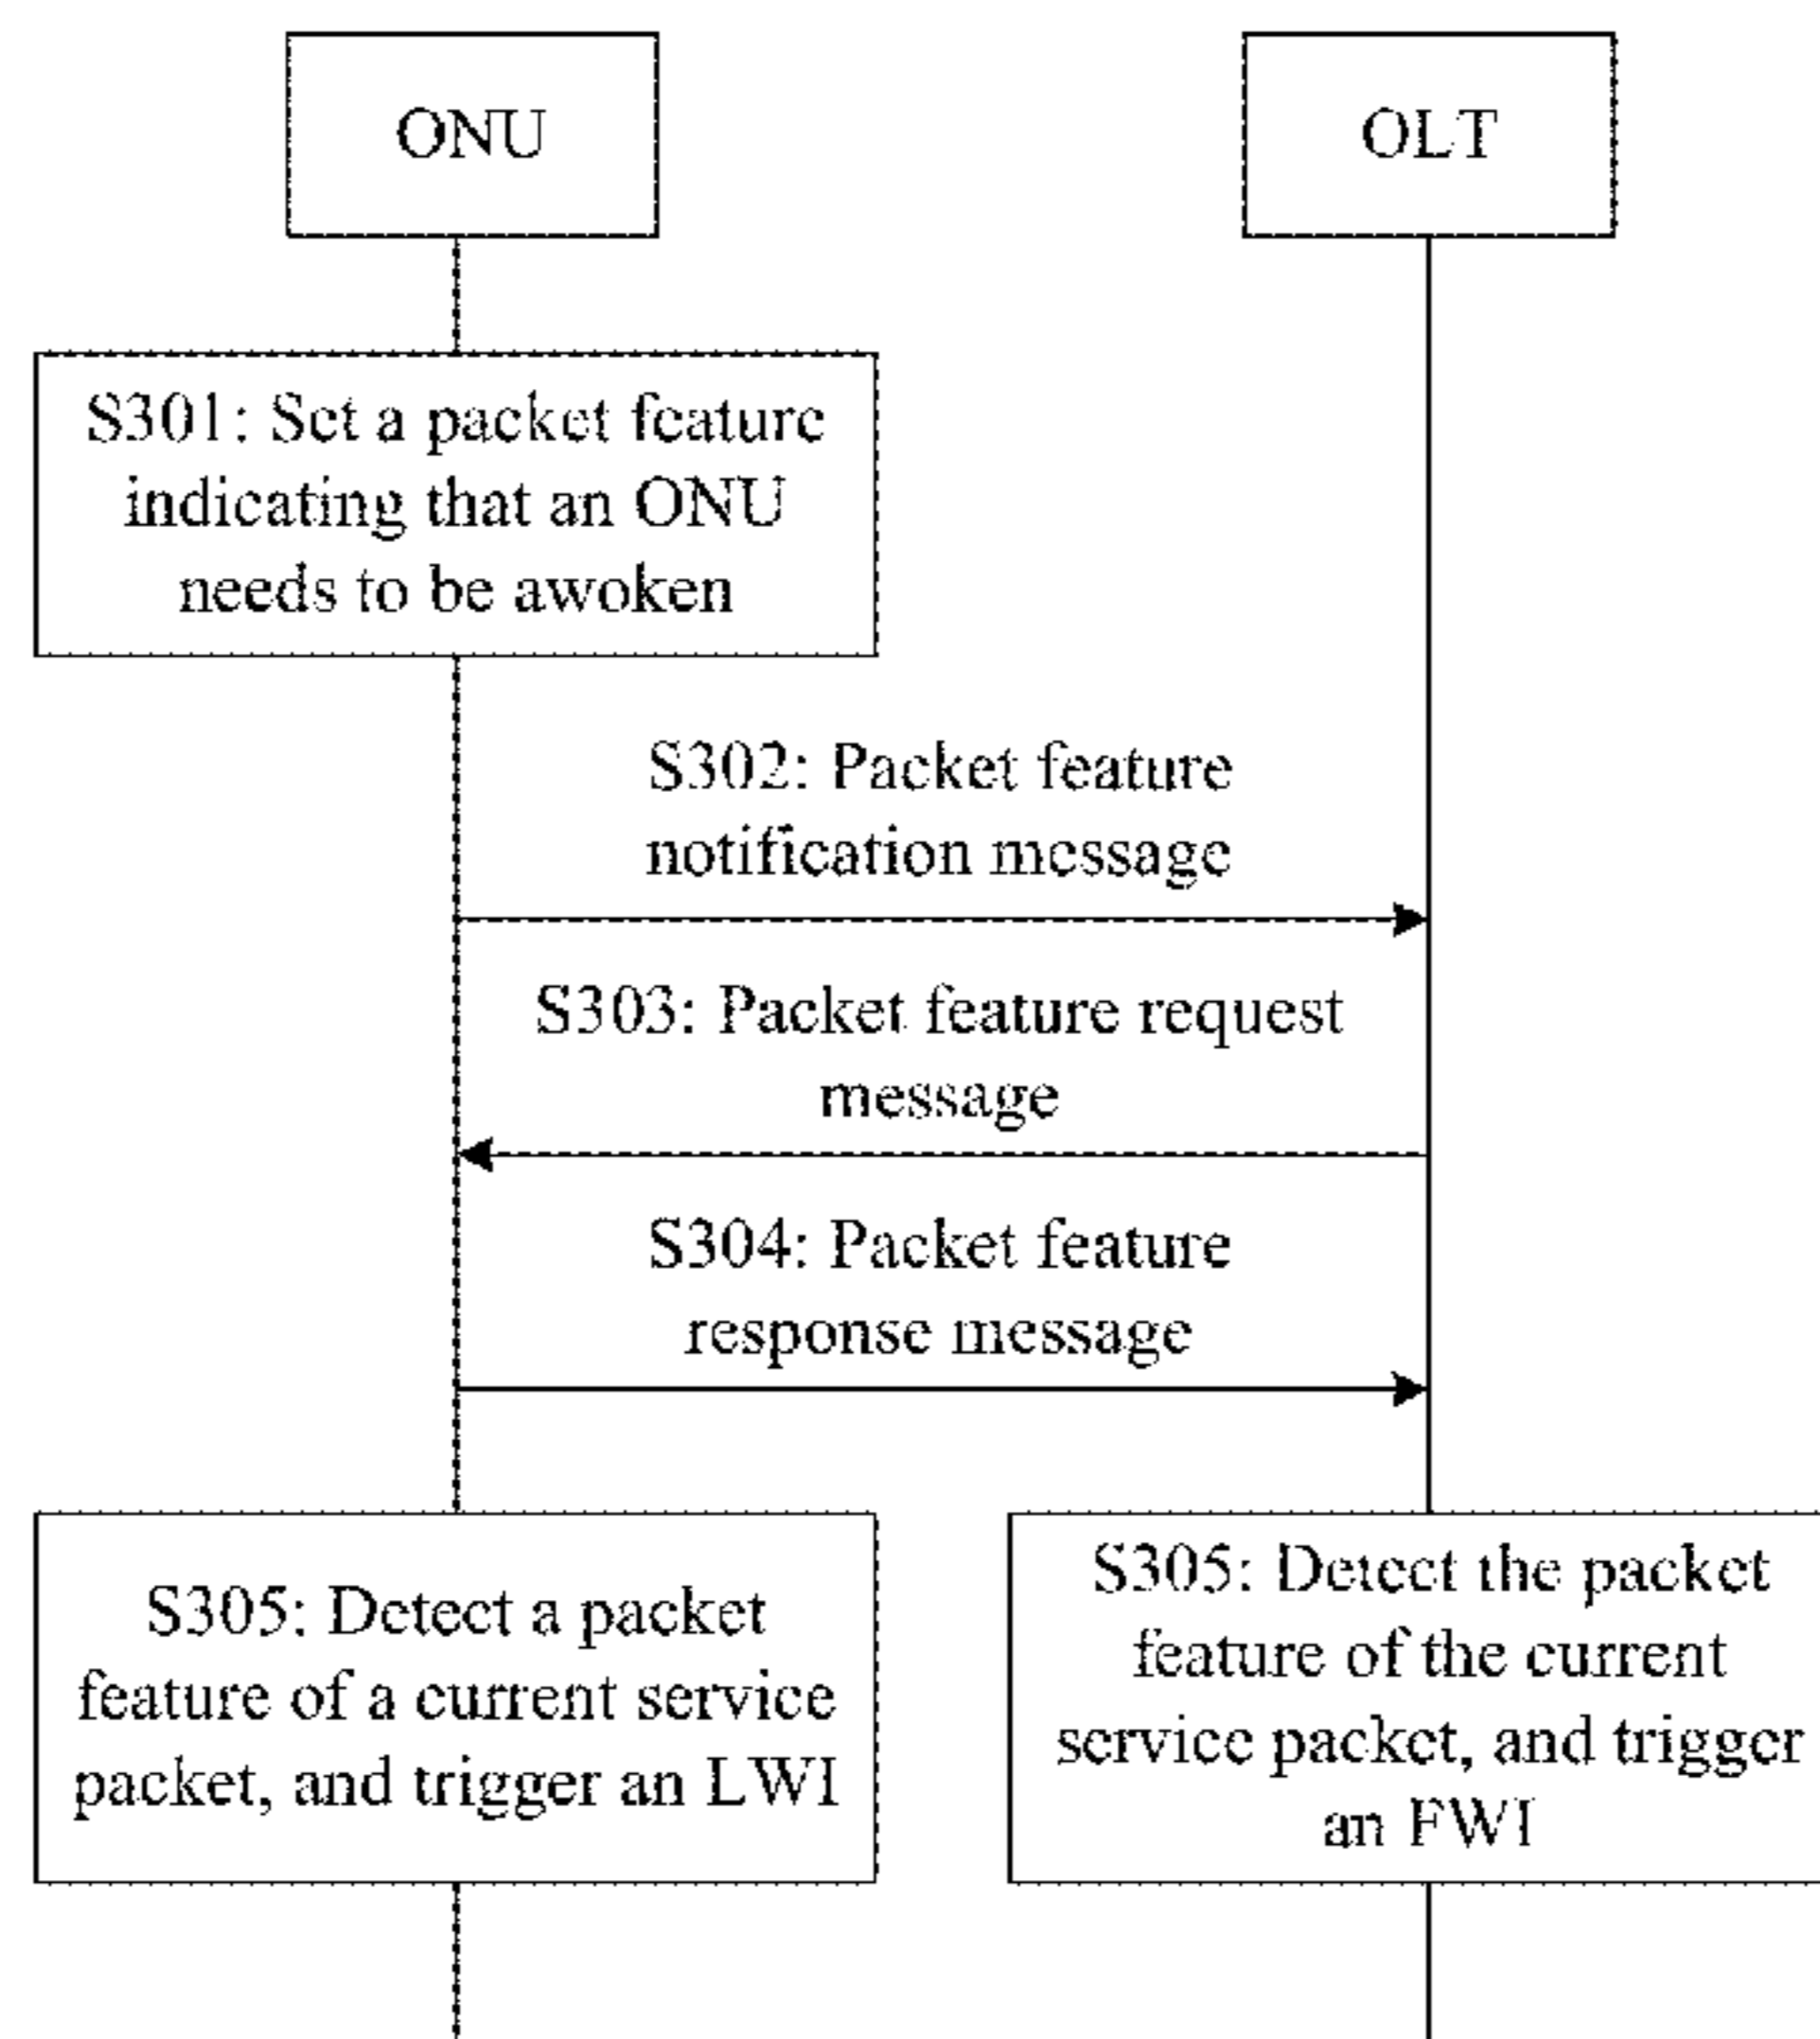 ONU
OLT
S301: Set a packet feature
indicating that an ONU
needs to be awoken
S302: Packet feature
notification message
S303: Packet feature request
message
S304: Packet feature
response message
S305: Detect a packet
feature of a current service
packet, and trigger an LWI
S305: Detect the packet
feature of the current
service packet, and trigger
an FWI